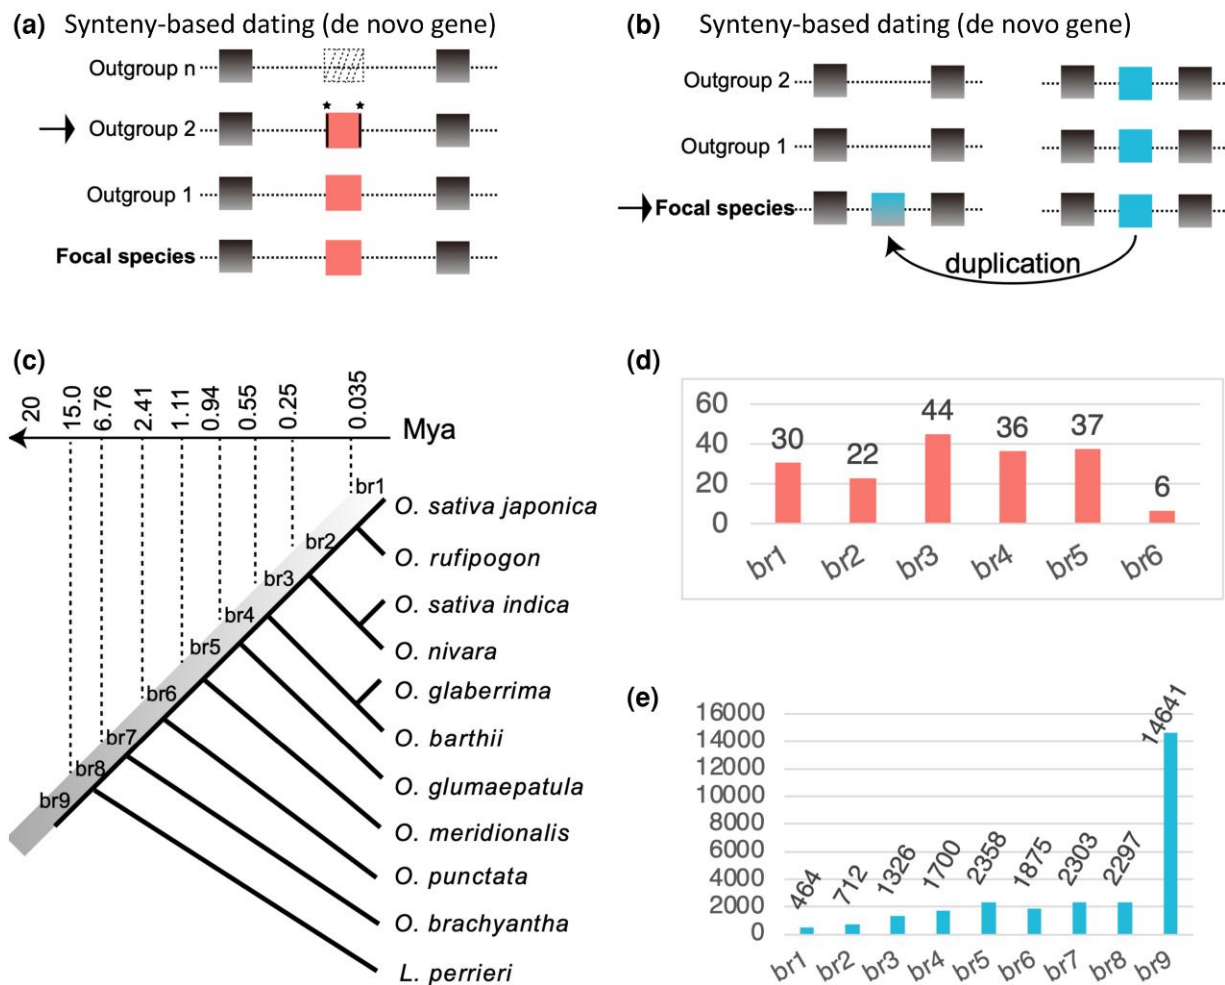 (a) Synteny-based dating (de novo gene)
Outgroup n
Outgroup 2
Outgroup 1
Focal species
(b) Synteny-based dating (de novo gene)
Outgroup 2
Outgroup 1
Focal species
duplication
(c)
20 15.0 6.76 2.41 1.11 0.94 0.55 0.25 0.035
Mya
br1
br2
br3
br4
br5
br6
br7
br8
br9
O. sativa japonica
O. rufipogon
O. sativa indica
O. nivara
O. glaberrima
O. barthii
O. glumaepatula
O. meridionalis
O. punctata
O. brachyantha
L. perrieri
(d)
60
40
20
0
30 22 44 36 37 6
br1 br2 br3 br4 br5 br6
(e)
16000
14000
12000
10000
8000
6000
4000
2000
0
464 712 1326 1700 2358 1875 2303 2297 14641
br1 br2 br3 br4 br5 br6 br7 br8 br9